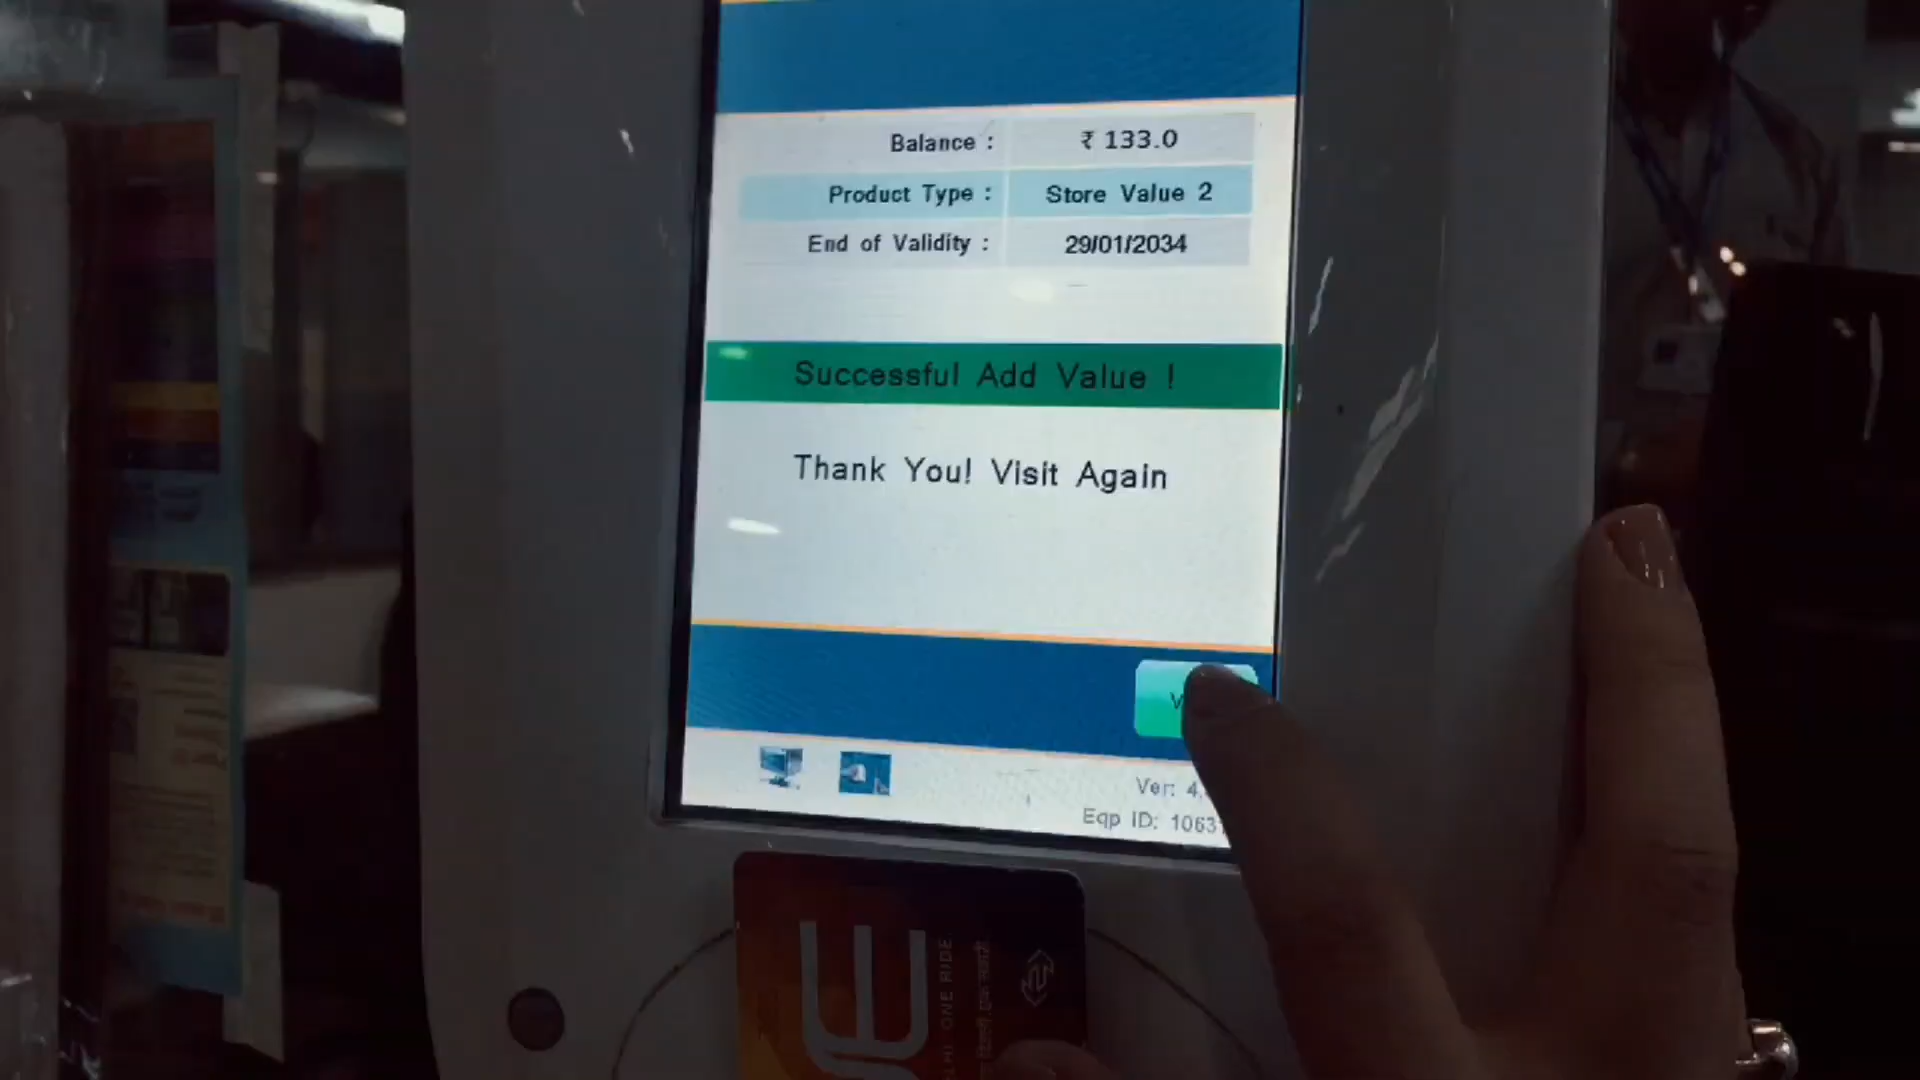 Balance : ₹ 133.0
Product Type : Store Value 2
End of Validity : 29/01/2034
Successful Add Value !
Thank You! Visit Again
Ver: 4.
Eqp ID: 1063
ONE RIDE